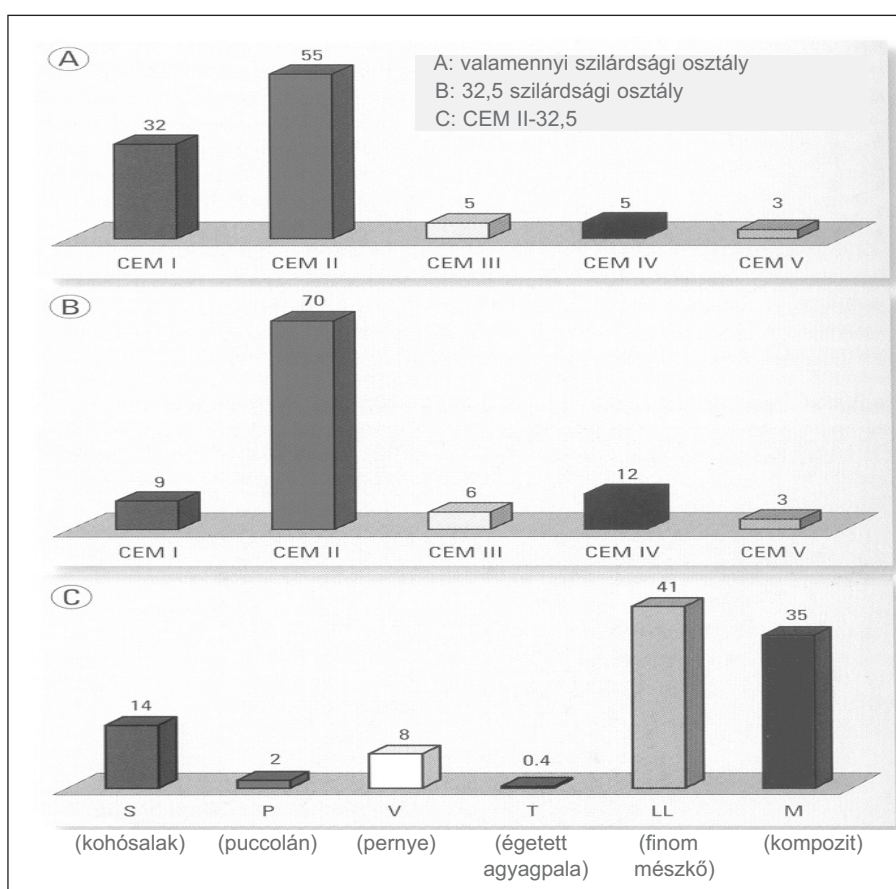 A
A: valamennyi szilárdsági osztály
B: 32,5 szilárdsági osztály
C: CEM II-32,5
32 55 5 5 3
CEM I CEM II CEM III CEM IV CEM V
B
9 70 6 12 3
CEM I CEM II CEM III CEM IV CEM V
C
14 2 8 0.4 41 35
S P V T LL M
(kohósalak) (puccolán) (pernye) (égetett (finom (kompozit)
agyagpala) mészkő)